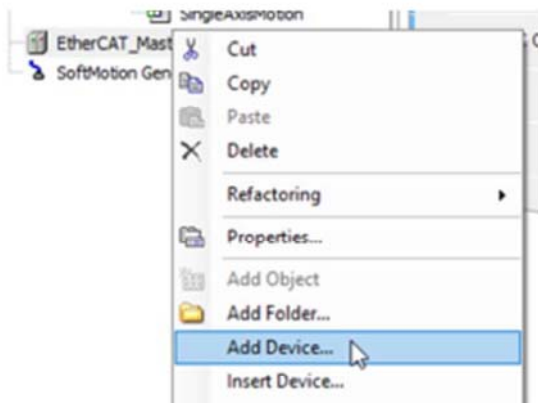 SingleAxisMotion
EtherCAT_Mast
SoftMotion Gen
Cut
Copy
Paste
Delete
Refactoring
Properties...
Add Object
Add Folder...
Add Device...
Insert Device...